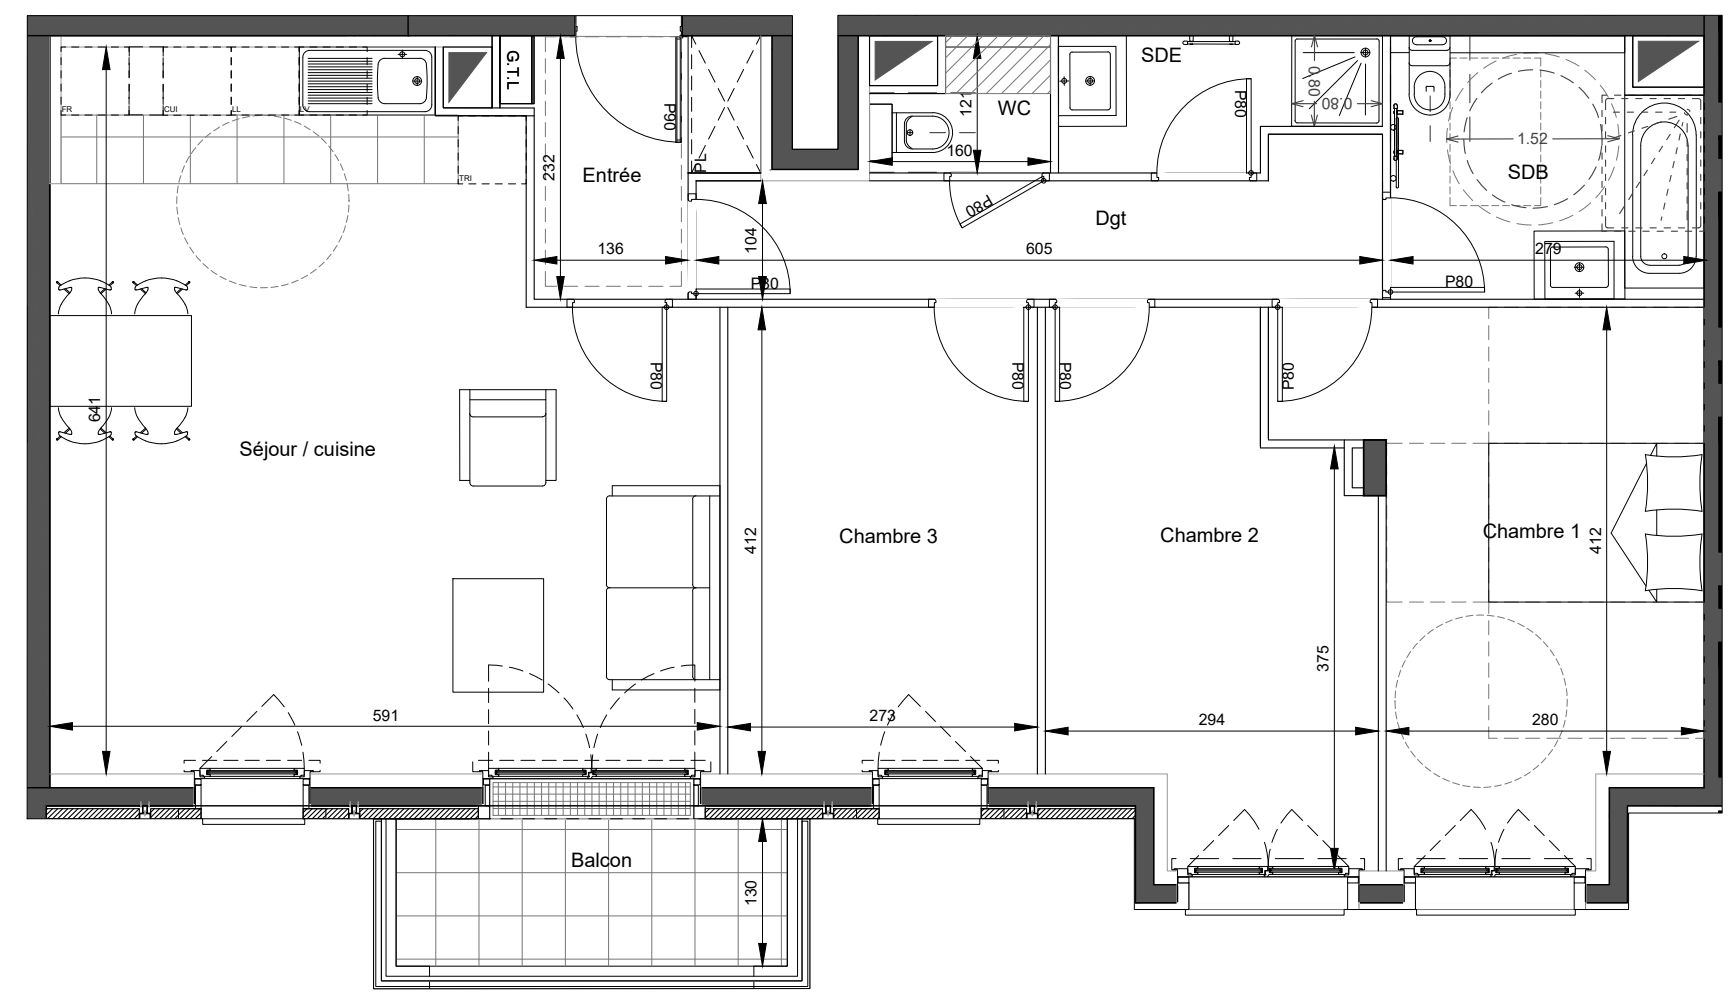 G.T.L
FR
CUI
LL
LV
TRI
P90
PL
Entrée
232
136
104
P80
WC
121
160
P80
SDE
P80
0.80
0.80
Dgt
605
1.52
SDB
279
P80
641
Séjour / cuisine
P80
P80
P80
P80
Chambre 3
412
Chambre 2
375
Chambre 1
412
591
273
294
280
Balcon
130